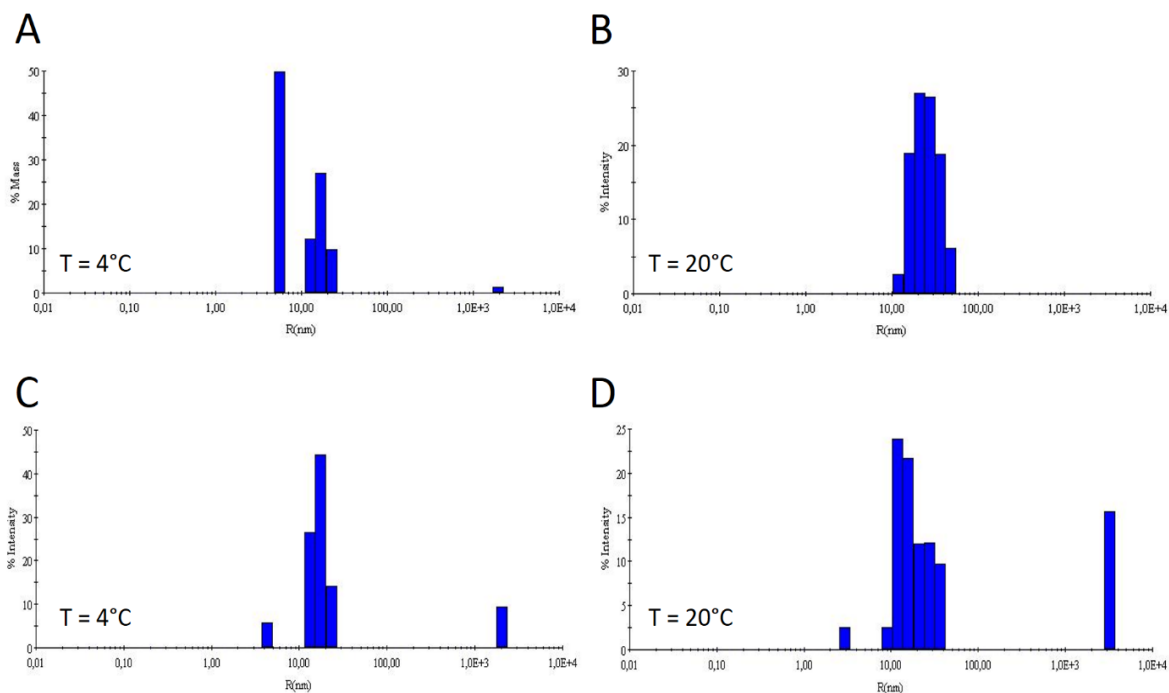 A
50
40
30
20
10
0
% Mass
T = 4°C
0,01 0,10 1,00 10,00 100,00 1,0E+3 1,0E+4
R(nm)
B
30
20
10
0
% Intensity
T = 20°C
0,01 0,10 1,00 10,00 100,00 1,0E+3 1,0E+4
R(nm)
C
50
40
30
20
10
0
% Intensity
T = 4°C
0,01 0,10 1,00 10,00 100,00 1,0E+3 1,0E+4
R(nm)
D
25
20
15
10
5
0
% Intensity
T = 20°C
0,01 0,10 1,00 10,00 100,00 1,0E+3 1,0E+4
R(nm)